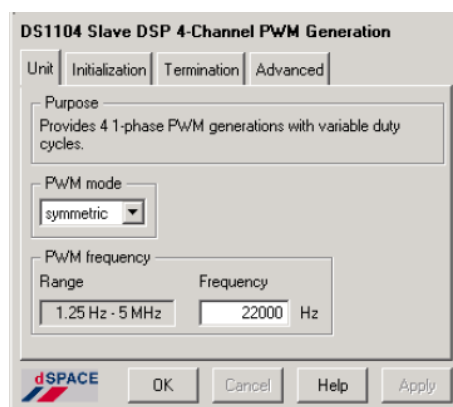 DS1104 Slave DSP 4-Channel PWM Generation
Unit Initialization Termination Advanced
Purpose
Provides 4 1-phase PWM generations with variable duty
cycles.
PWM mode
symmetric
PWM frequency
Range Frequency
1.25 Hz - 5 MHz 22000 Hz
dSPACE OK Cancel Help Apply